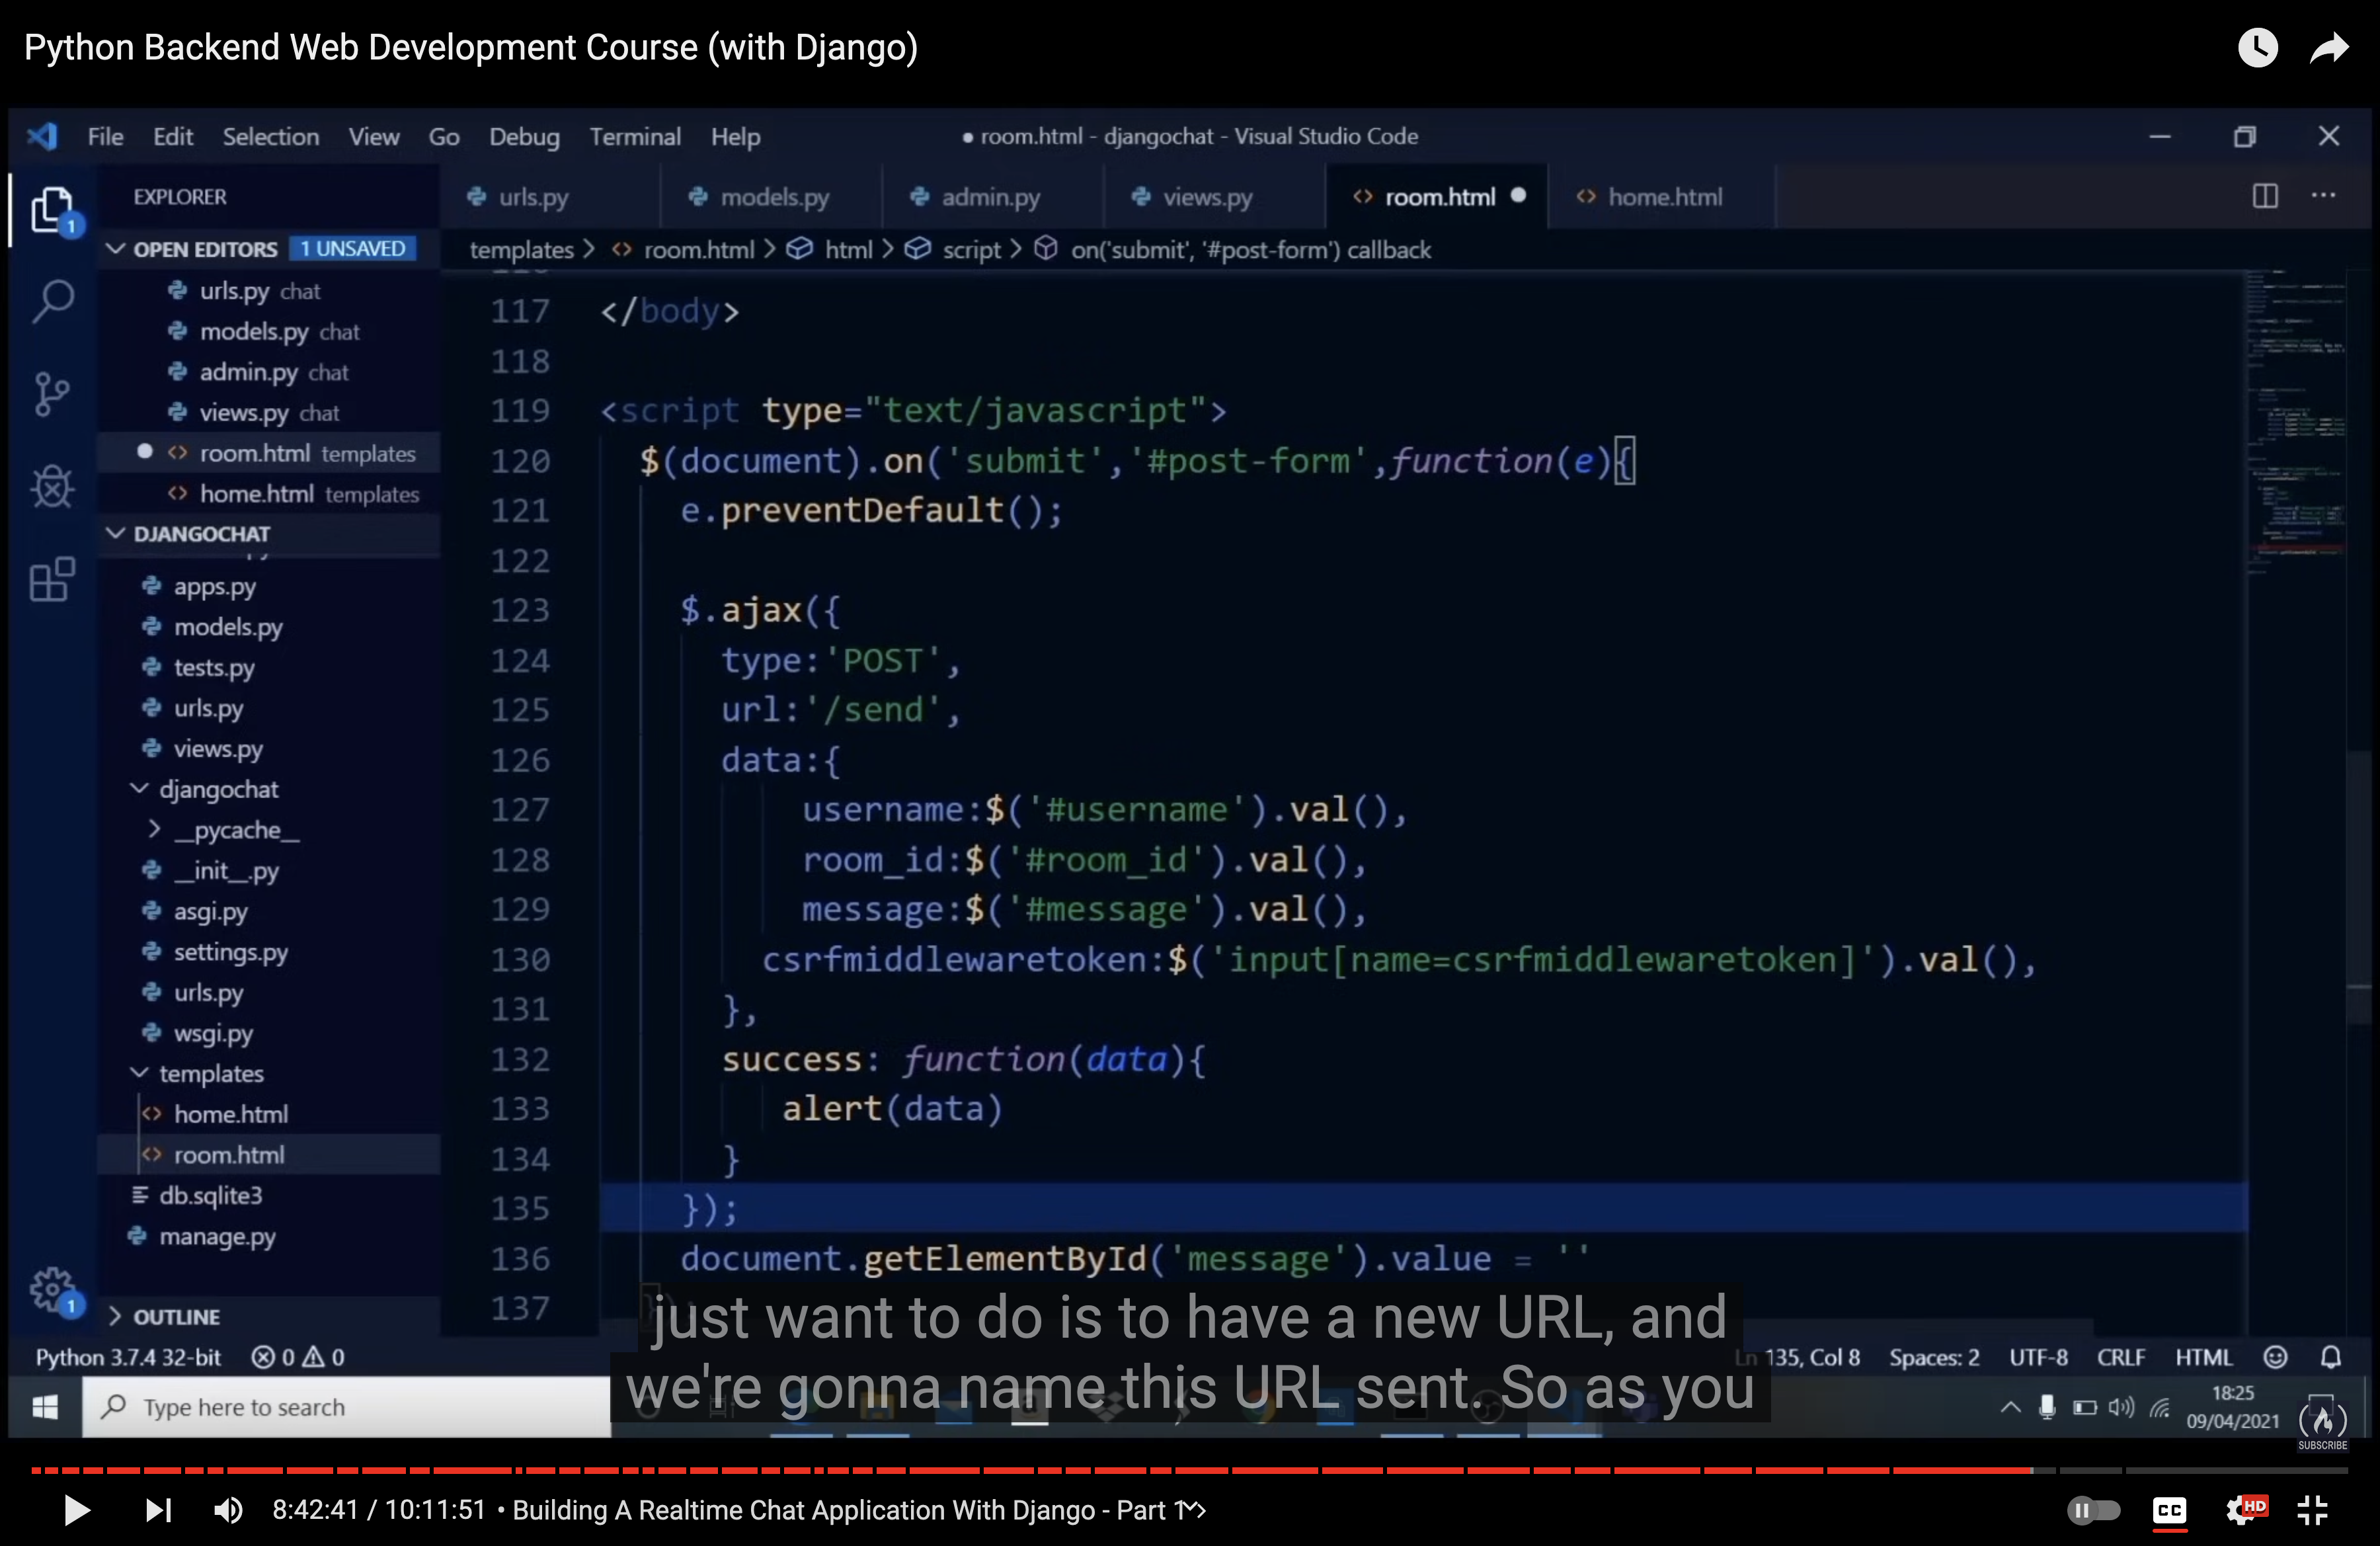 Python Backend Web Development Course (with Django)
File Edit Selection View Go Debug Terminal Help
● room.html - djangochat - Visual Studio Code
EXPLORER
urls.py models.py admin.py views.py room.html home.html
1
OPEN EDITORS 1 UNSAVED
templates > room.html > html > script > on('submit', '#post-form') callback
urls.py chat
models.py chat
admin.py chat
views.py chat
room.html templates
home.html templates
DJANGOCHAT
apps.py
models.py
tests.py
urls.py
views.py
djangochat
__pycache__
__init__.py
asgi.py
settings.py
urls.py
wsgi.py
templates
home.html
room.html
db.sqlite3
manage.py
1
OUTLINE
117 </body>
118
119 <script type="text/javascript">
120 $(document).on('submit','#post-form',function(e){
121 e.preventDefault();
122
123 $.ajax({
124 type:'POST',
125 url:'/send',
126 data:{
127 username:$('#username').val(),
128 room_id:$('#room_id').val(),
129 message:$('#message').val(),
130 csrfmiddlewaretoken:$('input[name=csrfmiddlewaretoken]').val(),
131 },
132 success: function(data){
133 alert(data)
134 }
135 });
136 document.getElementById('message').value = ''
137
just want to do is to have a new URL, and
we're gonna name this URL sent. So as you
Python 3.7.4 32-bit 0 0
Ln 135, Col 8 Spaces: 2 UTF-8 CRLF HTML
Type here to search
18:25
09/04/2021
SUBSCRIBE
8:42:41 / 10:11:51 • Building A Realtime Chat Application With Django - Part 1
CC
HD